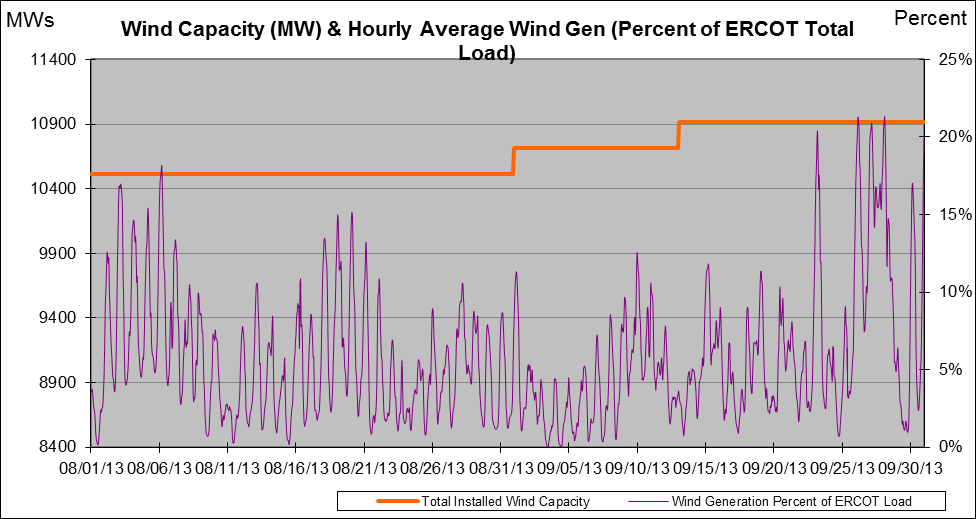 MWs
Percent
Wind Capacity (MW) & Hourly Average Wind Gen (Percent of ERCOT Total
Load)
11400
10900
10400
9900
9400
8900
8400
25%
20%
15%
10%
5%
0%
08/01/13 08/06/13 08/11/13 08/16/13 08/21/13 08/26/13 08/31/13 09/05/13 09/10/13 09/15/13 09/20/13 09/25/13 09/30/13
Total Installed Wind Capacity
Wind Generation Percent of ERCOT Load